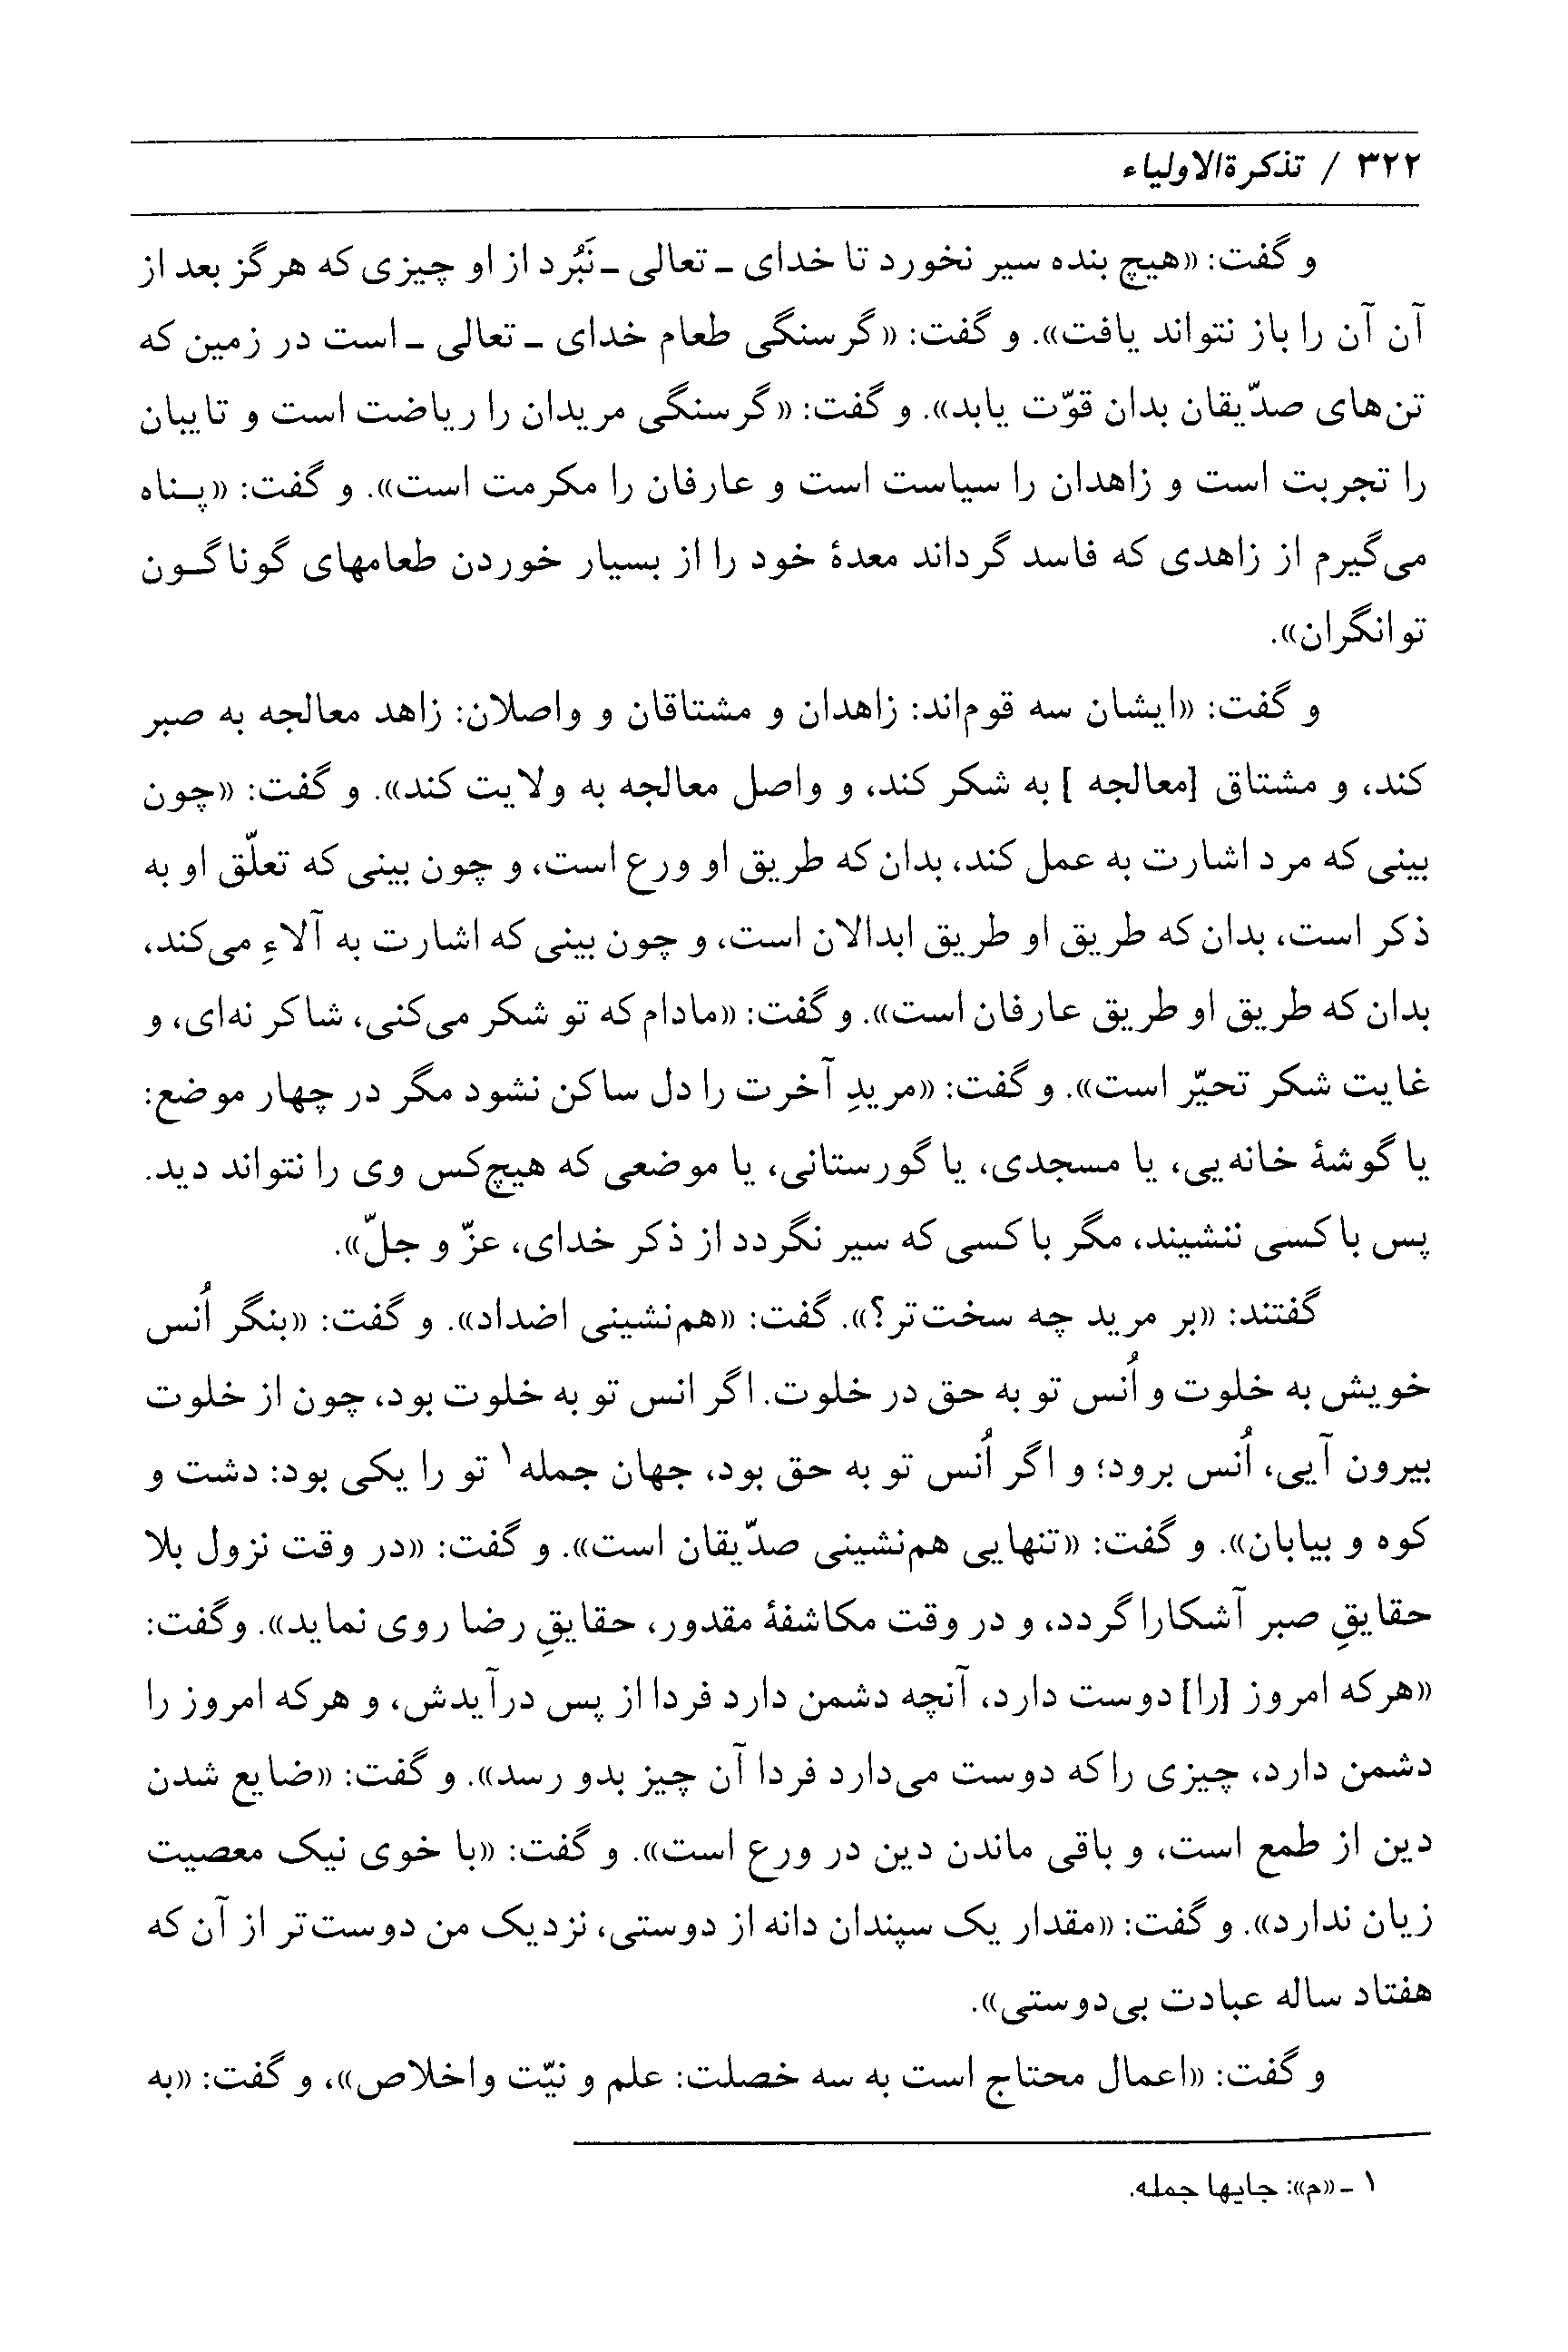 ۳۲۲ / تذکرةالاولیاء
و گفت: «هیچ بنده سیر نخورد تا خدای ـ تعالی ـ نَبُرد از او چیزی که هرگز بعد از
آن آن را باز نتواند یافت». و گفت: «گرسنگی طعام خدای ـ تعالی ـ است در زمین که
تن‌های صدّیقان بدان قوّت یابد». و گفت: «گرسنگی مریدان را ریاضت است و تایبان
را تجربت است و زاهدان را سیاست است و عارفان را مکرمت است». و گفت: «پناه
می‌گیرم از زاهدی که فاسد گرداند معدهٔ خود را از بسیار خوردن طعامهای گوناگون
توانگران».
و گفت: «ایشان سه قوم‌اند: زاهدان و مشتاقان و واصلان: زاهد معالجه به صبر
کند، و مشتاق [معالجه ] به شکر کند، و واصل معالجه به ولایت کند». و گفت: «چون
بینی که مرد اشارت به عمل کند، بدان که طریق او ورع است، و چون بینی که تعلّق او به
ذکر است، بدان که طریق او طریق ابدالان است، و چون بینی که اشارت به آلاءِ می‌کند،
بدان که طریق او طریق عارفان است». و گفت: «مادام که تو شکر می‌کنی، شاکر نه‌ای، و
غایت شکر تحیّر است». و گفت: «مریدِ آخرت را دل ساکن نشود مگر در چهار موضع:
یا گوشهٔ خانه‌یی، یا مسجدی، یا گورستانی، یا موضعی که هیچ‌کس وی را نتواند دید.
پس با کسی ننشیند، مگر با کسی که سیر نگردد از ذکر خدای، عزّ و جلّ».
گفتند: «بر مرید چه سخت‌تر؟». گفت: «هم‌نشینی اضداد». و گفت: «بنگر اُنس
خویش به خلوت و اُنس تو به حق در خلوت. اگر انس تو به خلوت بود، چون از خلوت
بیرون آیی، اُنس برود؛ و اگر اُنس تو به حق بود، جهان جمله۱ تو را یکی بود: دشت و
کوه و بیابان». و گفت: «تنهایی هم‌نشینی صدّیقان است». و گفت: «در وقت نزول بلا
حقایقِ صبر آشکارا گردد، و در وقت مکاشفهٔ مقدور، حقایقِ رضا روی نماید». وگفت:
«هرکه امروز [را] دوست دارد، آنچه دشمن دارد فردا از پس درآیدش، و هرکه امروز را
دشمن دارد، چیزی را که دوست می‌دارد فردا آن چیز بدو رسد». و گفت: «ضایع شدن
دین از طمع است، و باقی ماندن دین در ورع است». و گفت: «با خوی نیک معصیت
زیان ندارد». و گفت: «مقدار یک سپندان دانه از دوستی، نزدیک من دوست‌تر از آن که
هفتاد ساله عبادت بی‌دوستی».
و گفت: «اعمال محتاج است به سه خصلت: علم و نیّت واخلاص»، و گفت: «به
۱ ـ «م»: جایها جمله.